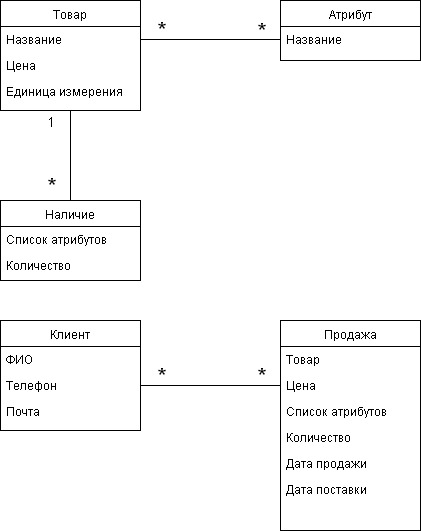 Товар
Название
Цена
Единица измерения
* *
Атрибут
Название
1
*
Наличие
Список атрибутов
Количество
Клиент
ФИО
Телефон
Почта
* *
Продажа
Товар
Цена
Список атрибутов
Количество
Дата продажи
Дата поставки